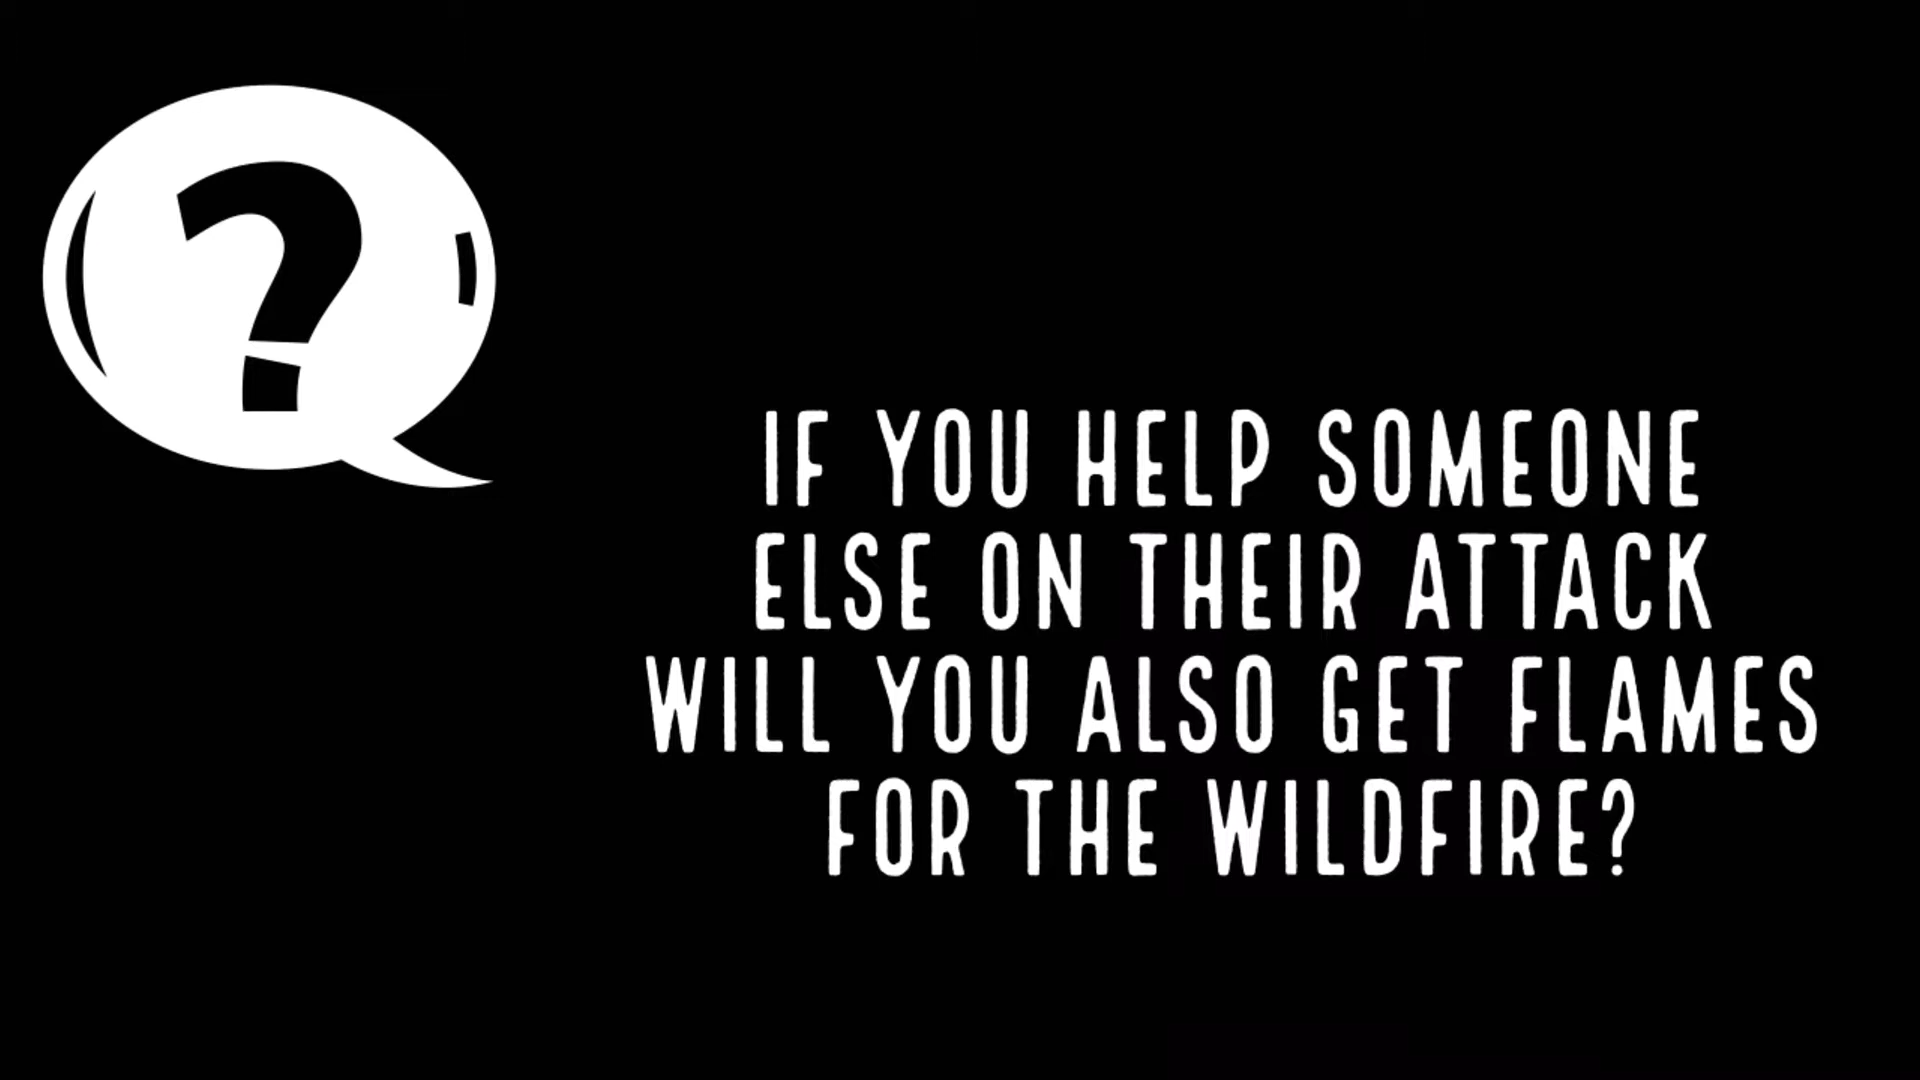 ?
IF YOU HELP SOMEONE
ELSE ON THEIR ATTACK
WILL YOU ALSO GET FLAMES
FOR THE WILDFIRE?